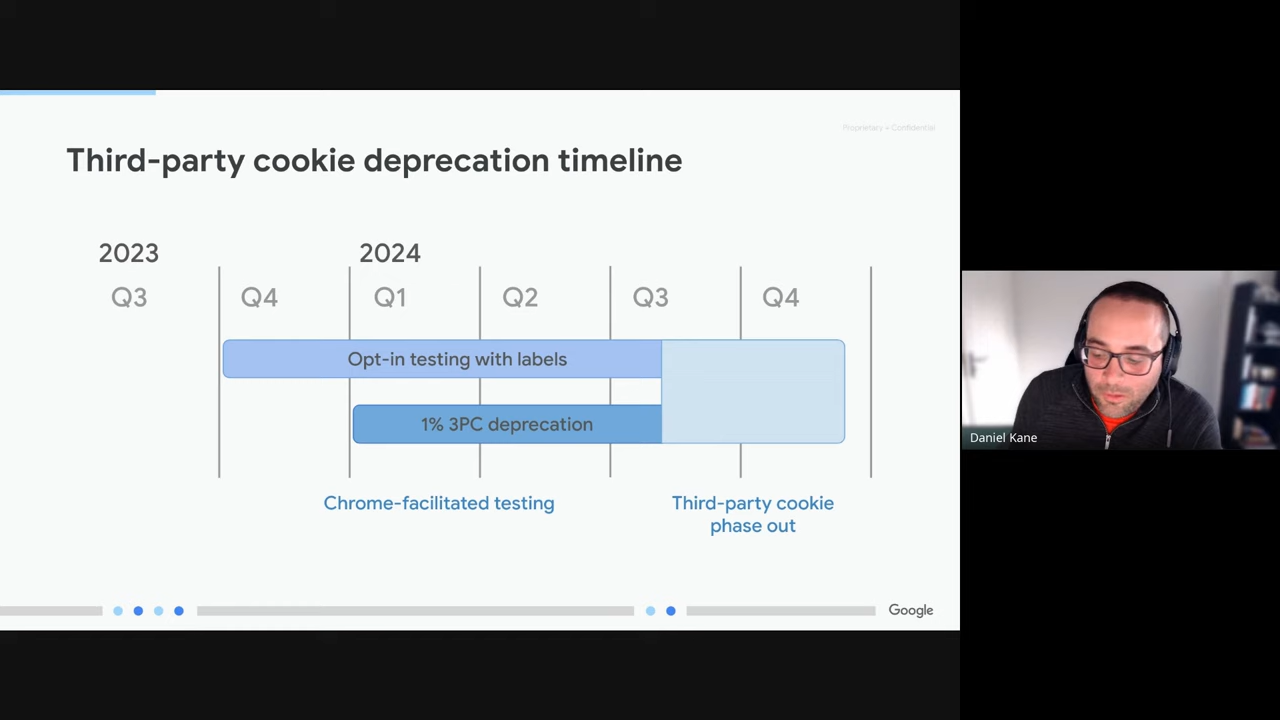 Proprietary + Confidential
Third-party cookie deprecation timeline
2023
2024
Q3
Q4
Q1
Q2
Q3
Q4
Opt-in testing with labels
1% 3PC deprecation
Chrome-facilitated testing
Third-party cookie
phase out
Google
Daniel Kane